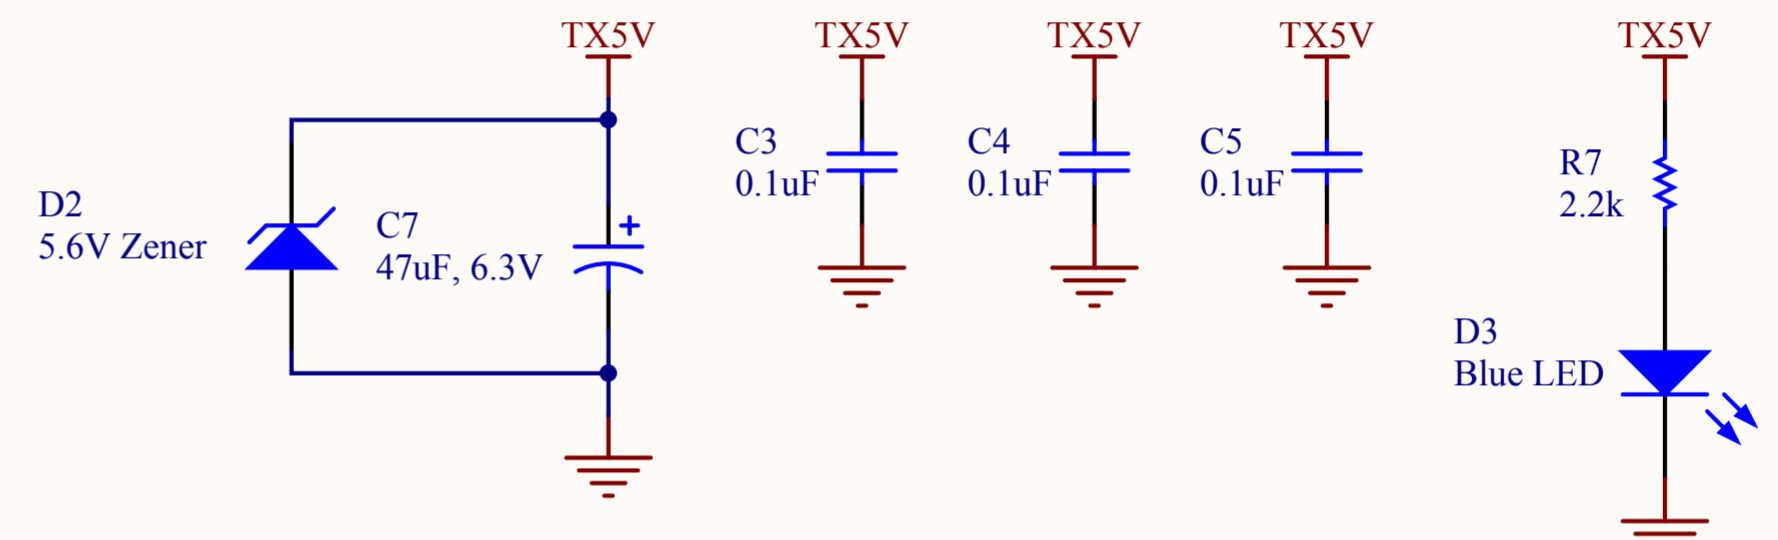 TX5V
TX5V
TX5V
TX5V
TX5V
D2
5.6V Zener
C7
47uF, 6.3V
+
C3
0.1uF
C4
0.1uF
C5
0.1uF
R7
2.2k
D3
Blue LED